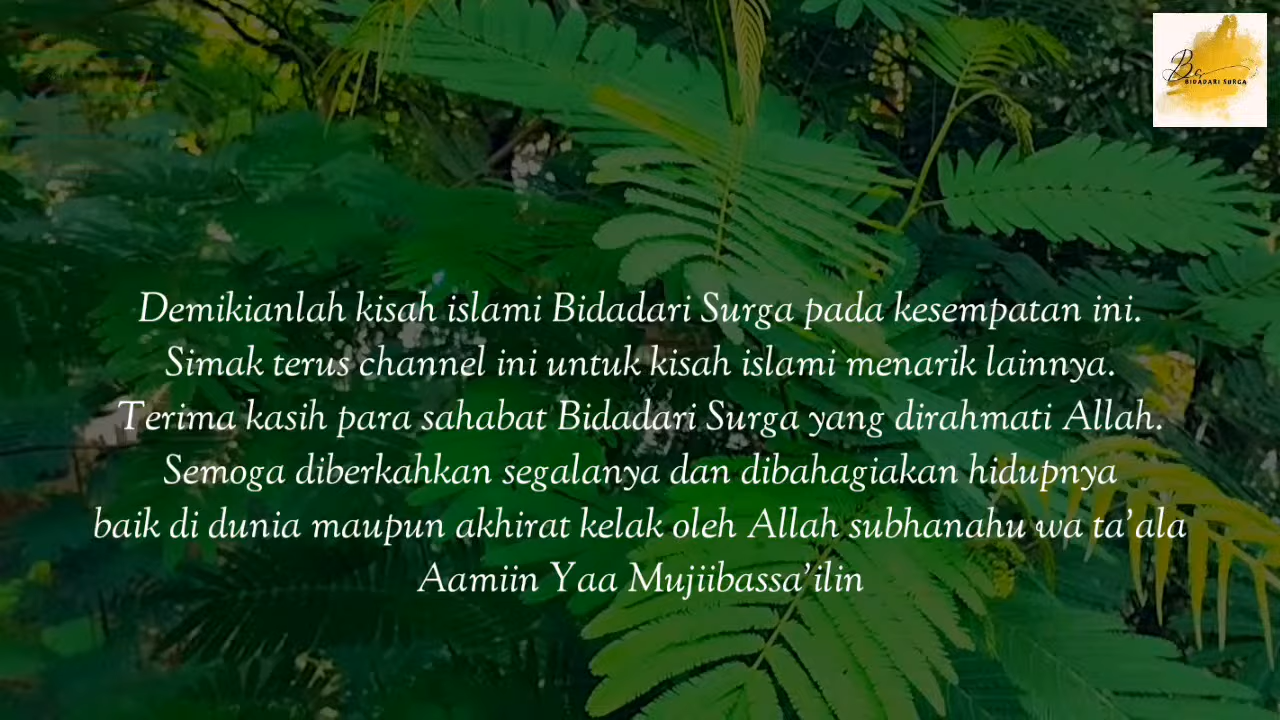 Bs
BIDADARI SURGA
Demikianlah kisah islami Bidadari Surga pada kesempatan ini.
Simak terus channel ini untuk kisah islami menarik lainnya.
Terima kasih para sahabat Bidadari Surga yang dirahmati Allah.
Semoga diberkahkan segalanya dan dibahagiakan hidupnya
baik di dunia maupun akhirat kelak oleh Allah subhanahu wa ta’ala
Aamiin Yaa Mujiibassa’ilin